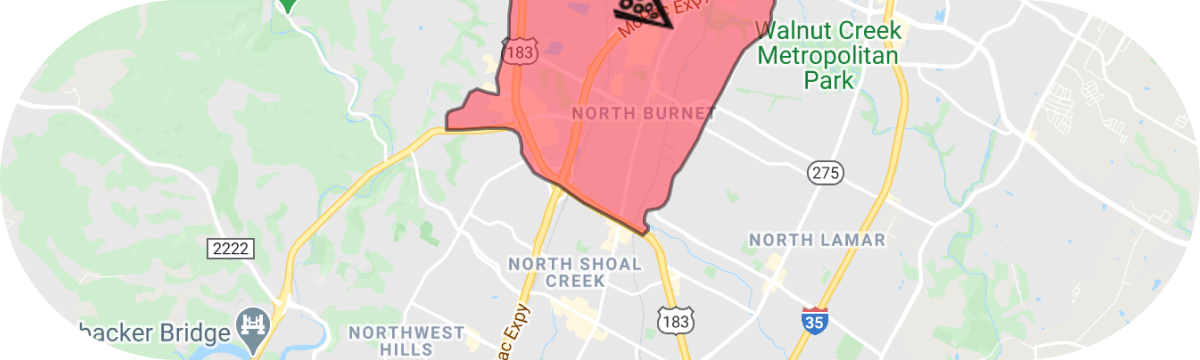 183
Mopac Expy
Walnut Creek
Metropolitan
Park
NORTH BURNET
275
2222
NORTH LAMAR
NORTH SHOAL
CREEK
backer Bridge
NORTHWEST
HILLS
ac Expy
183
35